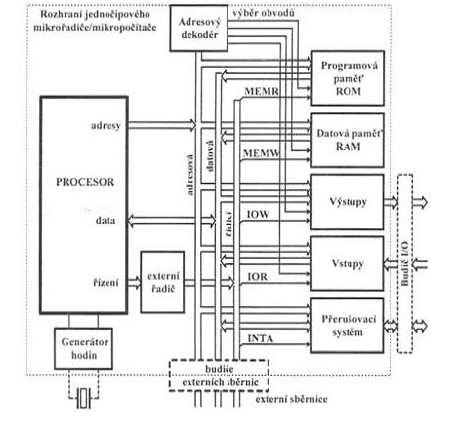 Rozhraní jednočipového
mikrořadiče/mikropočítače
Adresový
dekodér
výběr obvodů
Programová
paměť
ROM
MEMR
adresy
Datová paměť
RAM
MEMW
adresová
datová
řídící
PROCESOR
data
Výstupy
IOW
Budič I/O
Vstupy
IOR
řízení
externí
řadič
Přerušovací
systém
INTA
Generátor
hodin
budiče
externích sběrnic
externí sběrnice